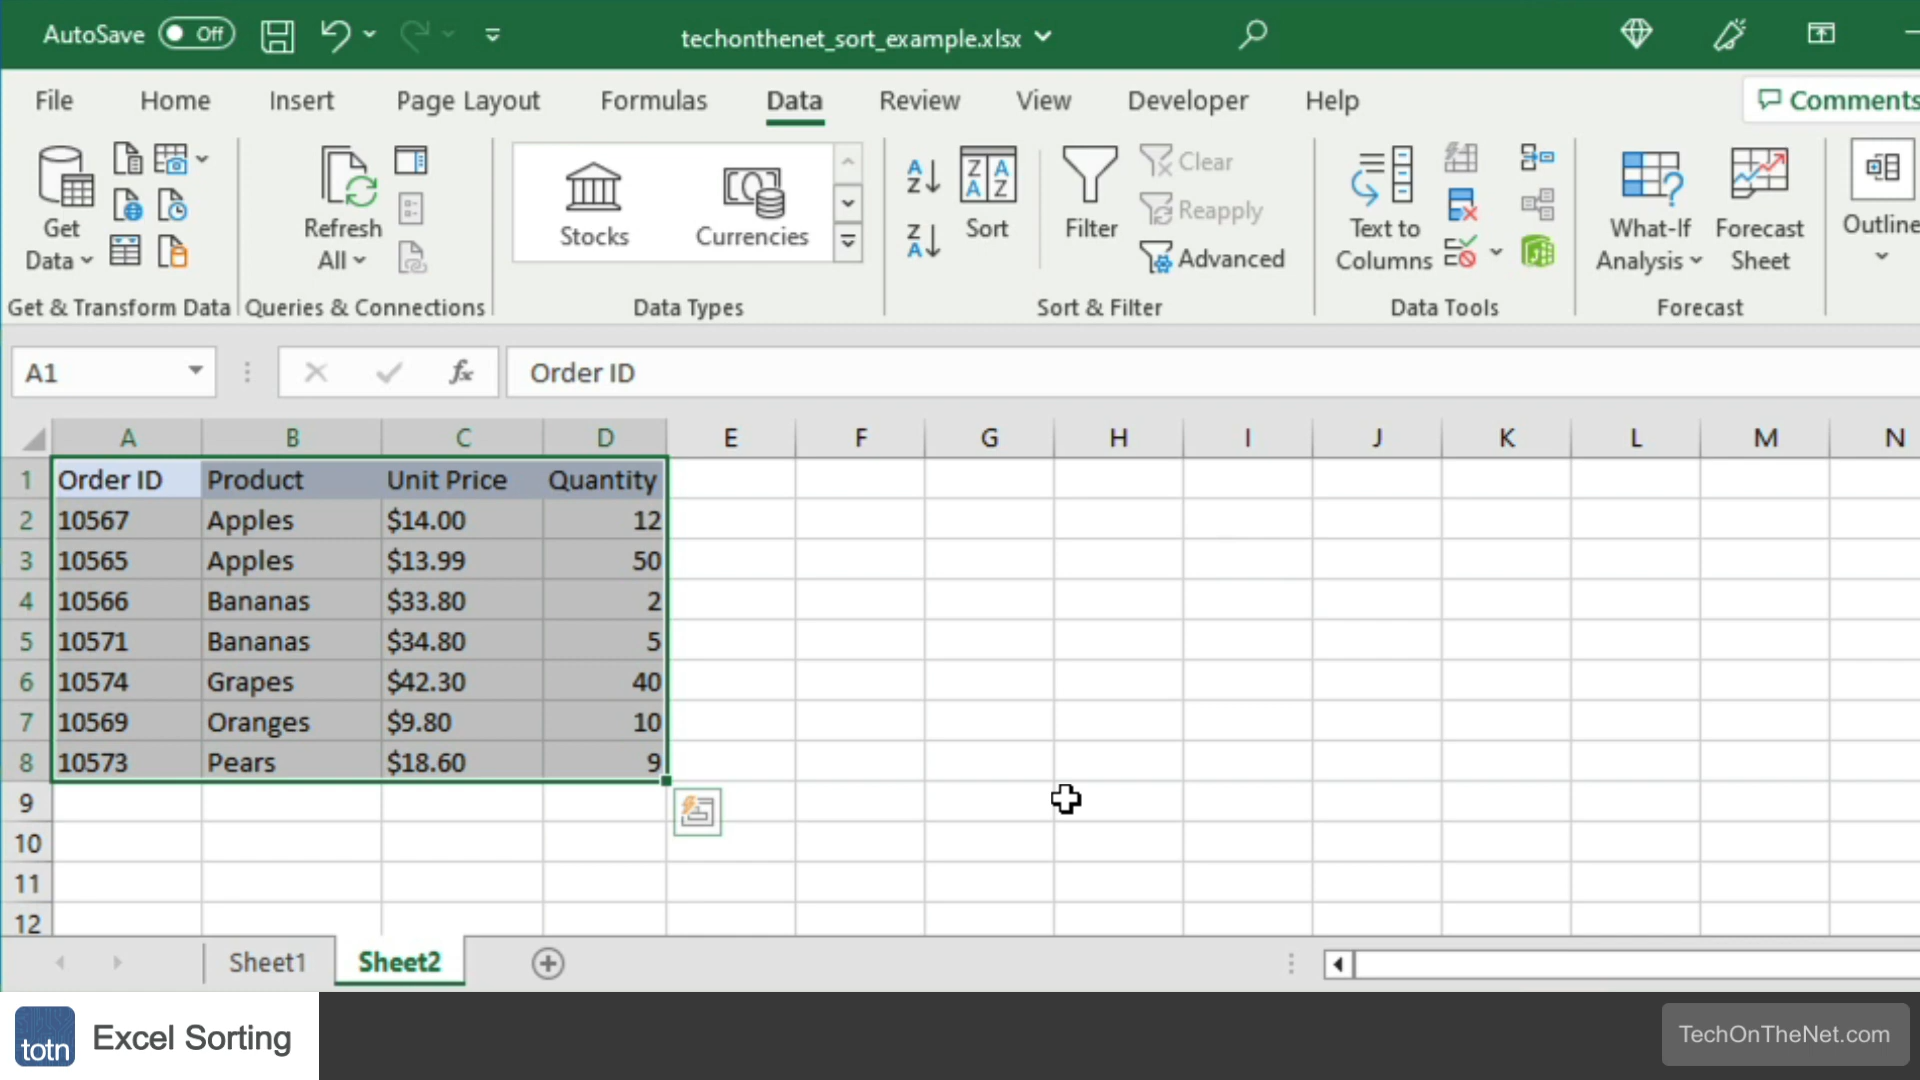 AutoSave Off techonthenet_sort_example.xlsx
File Home Insert Page Layout Formulas Data Review View Developer Help Comments
Get Data
Refresh All
Stocks Currencies
Sort
Filter
Clear
Reapply
Advanced
Text to Columns
What-If Analysis
Forecast Sheet
Outline
Get & Transform Data Queries & Connections Data Types Sort & Filter Data Tools Forecast
A1 fx Order ID
A B C D E F G H I J K L M N
1 Order ID Product Unit Price Quantity
2 10567 Apples $14.00 12
3 10565 Apples $13.99 50
4 10566 Bananas $33.80 2
5 10571 Bananas $34.80 5
6 10574 Grapes $42.30 40
7 10569 Oranges $9.80 10
8 10573 Pears $18.60 9
9
10
11
12
Sheet1 Sheet2
totn Excel Sorting TechOnTheNet.com